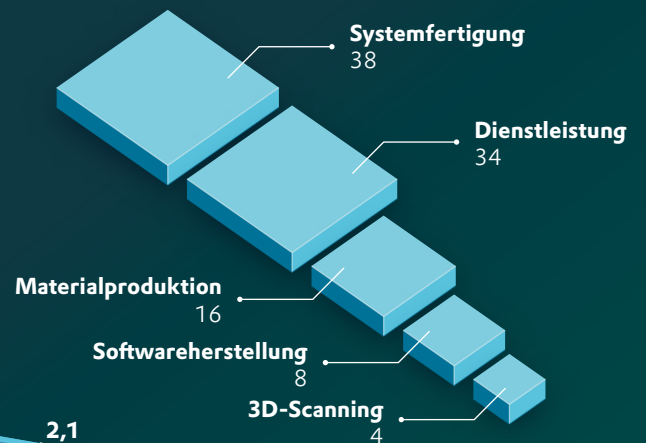 Systemfertigung
38
Dienstleistung
34
Materialproduktion
16
Softwareherstellung
8
3D-Scanning
4
2,1